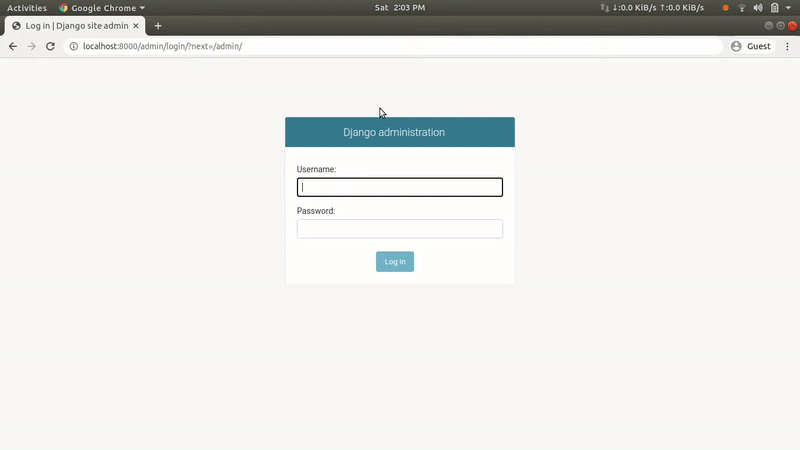 Activities Google Chrome Sat 2:03 PM ↓:0.0 KiB/s ↑:0.0 KiB/s
Log in | Django site admin
localhost:8000/admin/login/?next=/admin/ Guest
Django administration
Username:
Password:
Log in